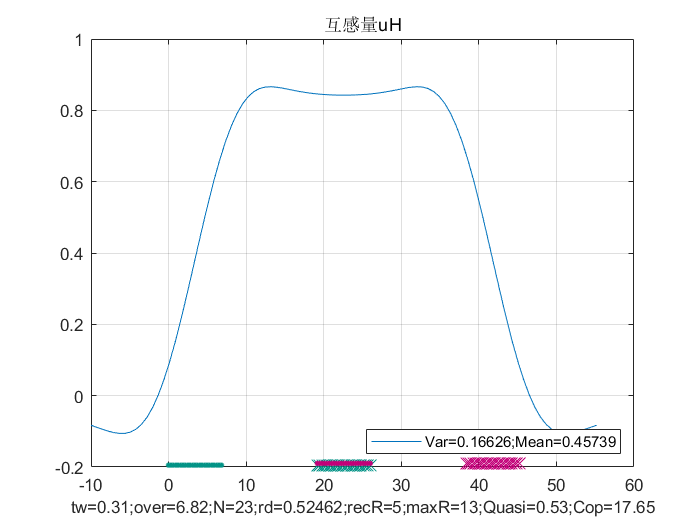 互感量uH
1
0.8
0.6
0.4
0.2
0
-0.2
Var=0.16626;Mean=0.45739
-10 0 10 20 30 40 50 60
tw=0.31;over=6.82;N=23;rd=0.52462;recR=5;maxR=13;Quasi=0.53;Cop=17.65